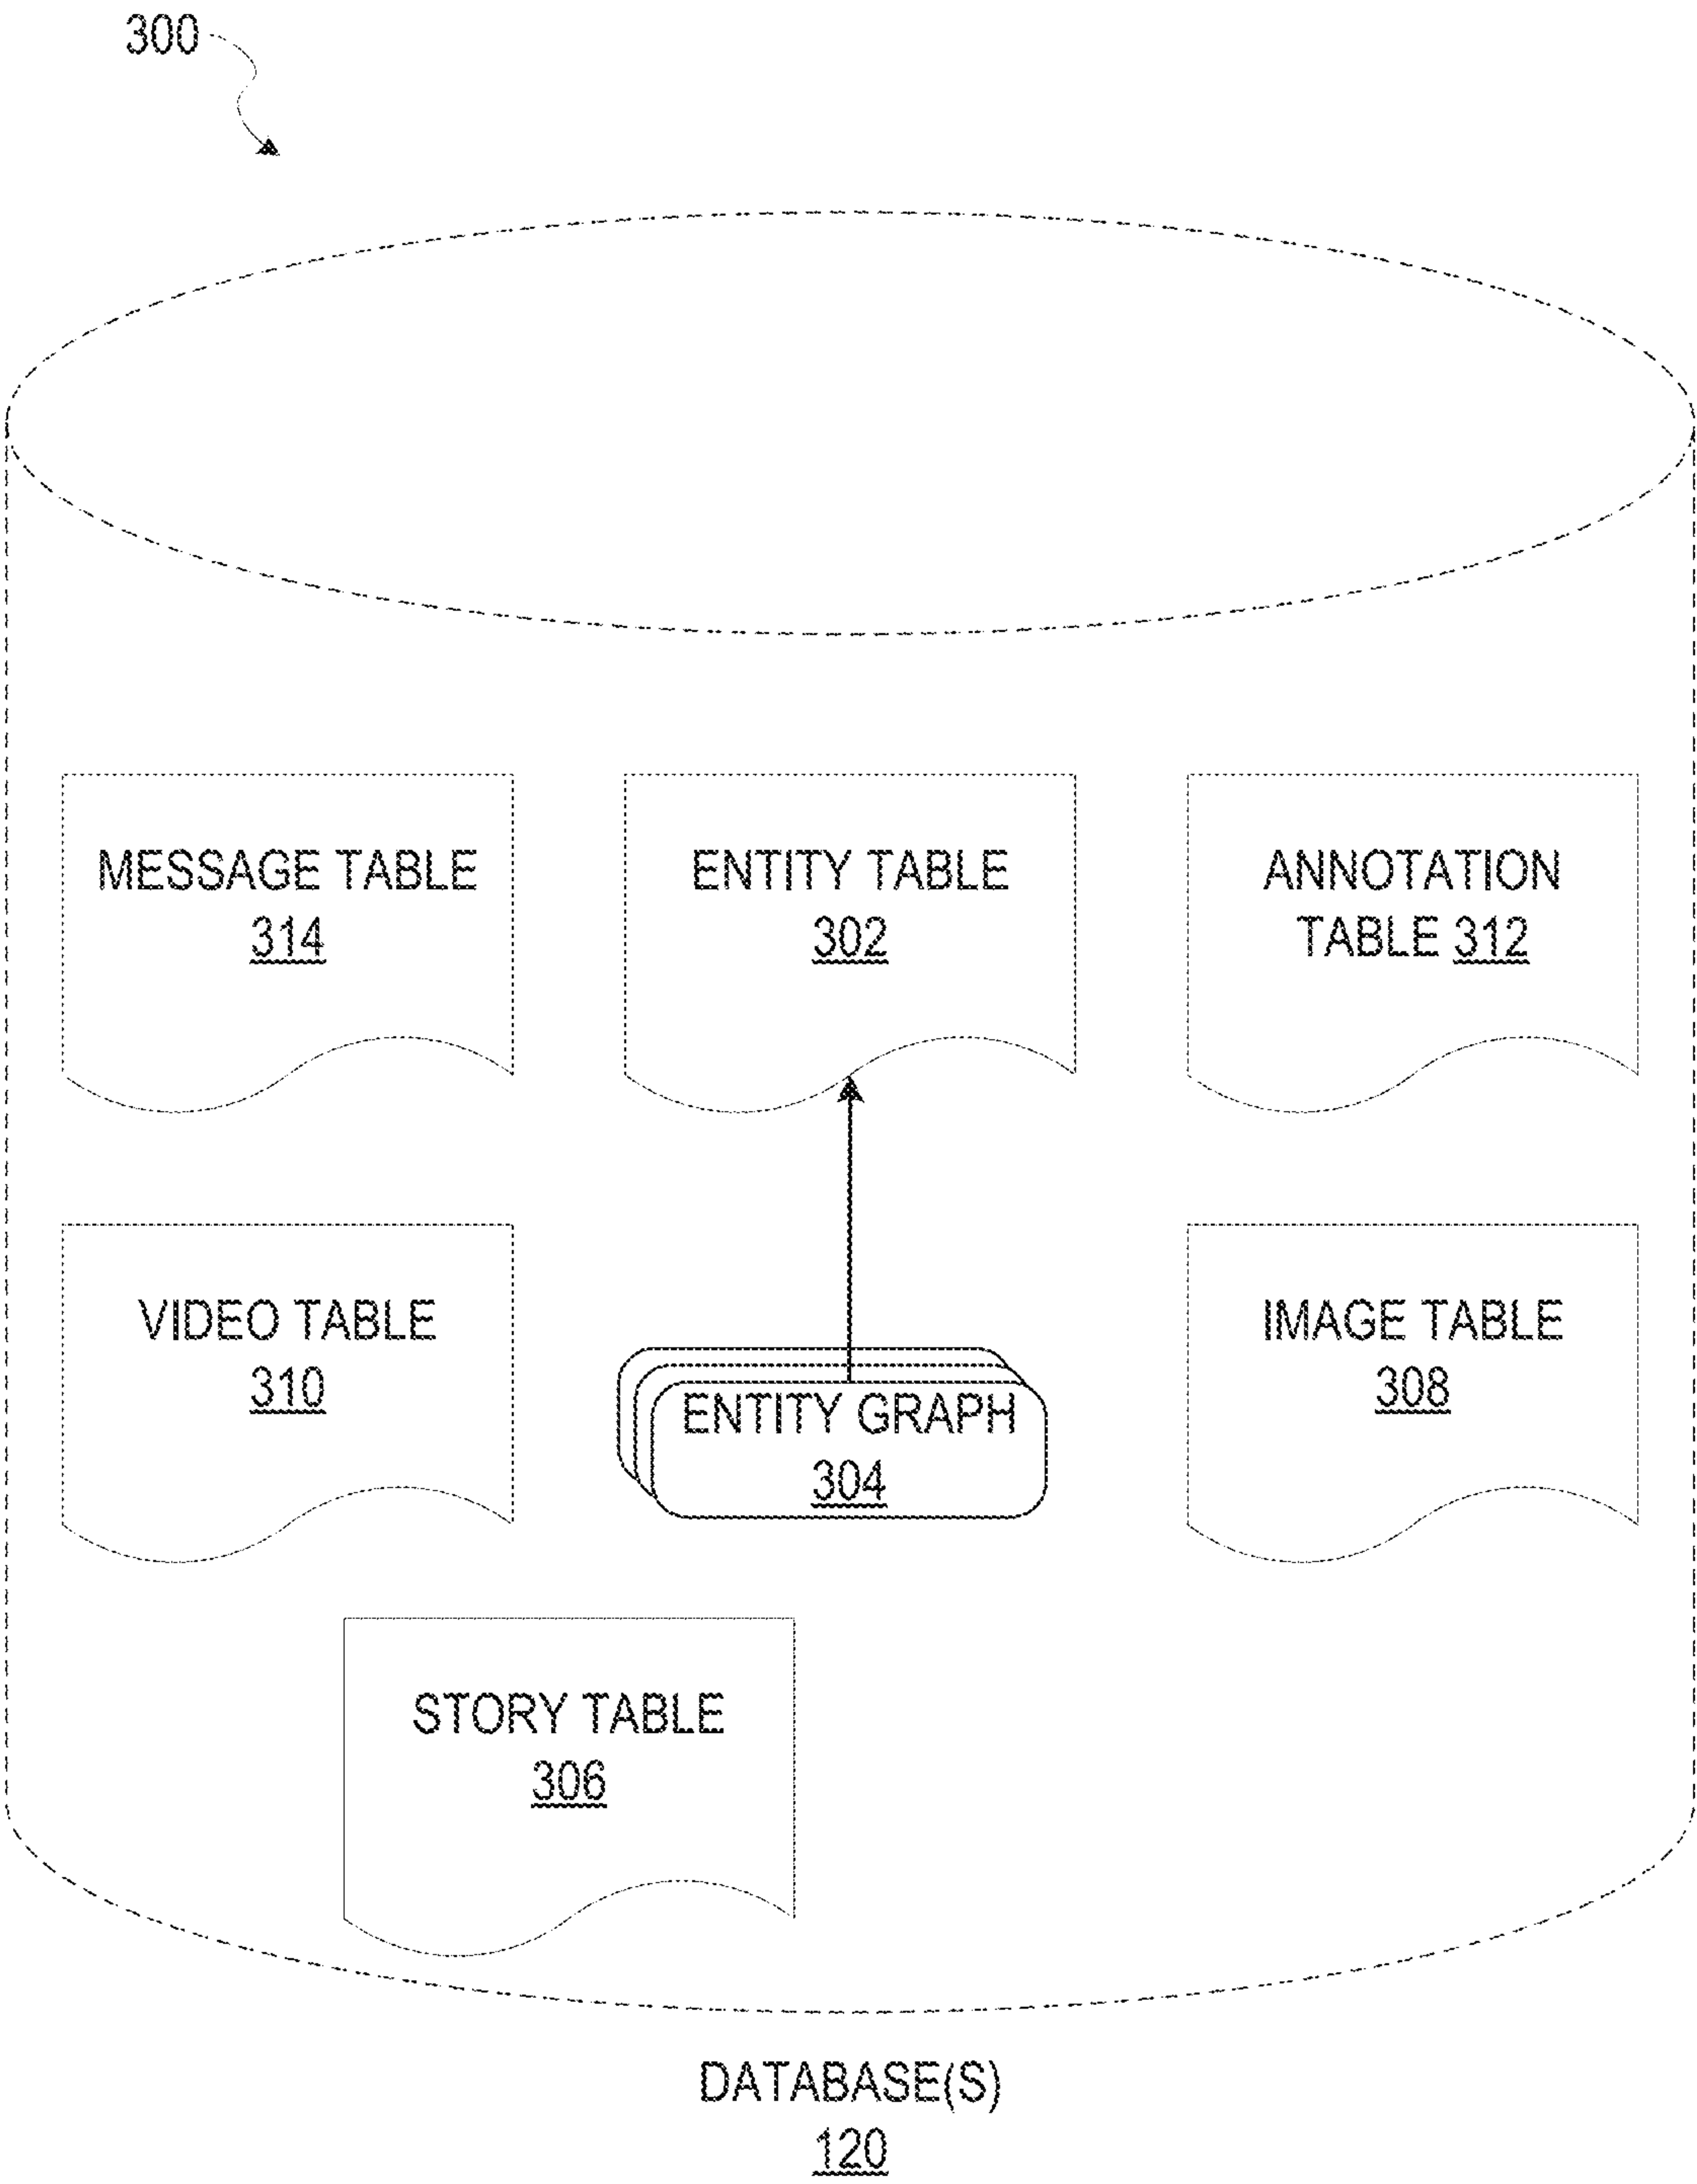 300
MESSAGE TABLE
314
ENTITY TABLE
302
ANNOTATION
TABLE 312
VIDEO TABLE
310
ENTITY GRAPH
304
IMAGE TABLE
308
STORY TABLE
306
DATABASE(S)
120